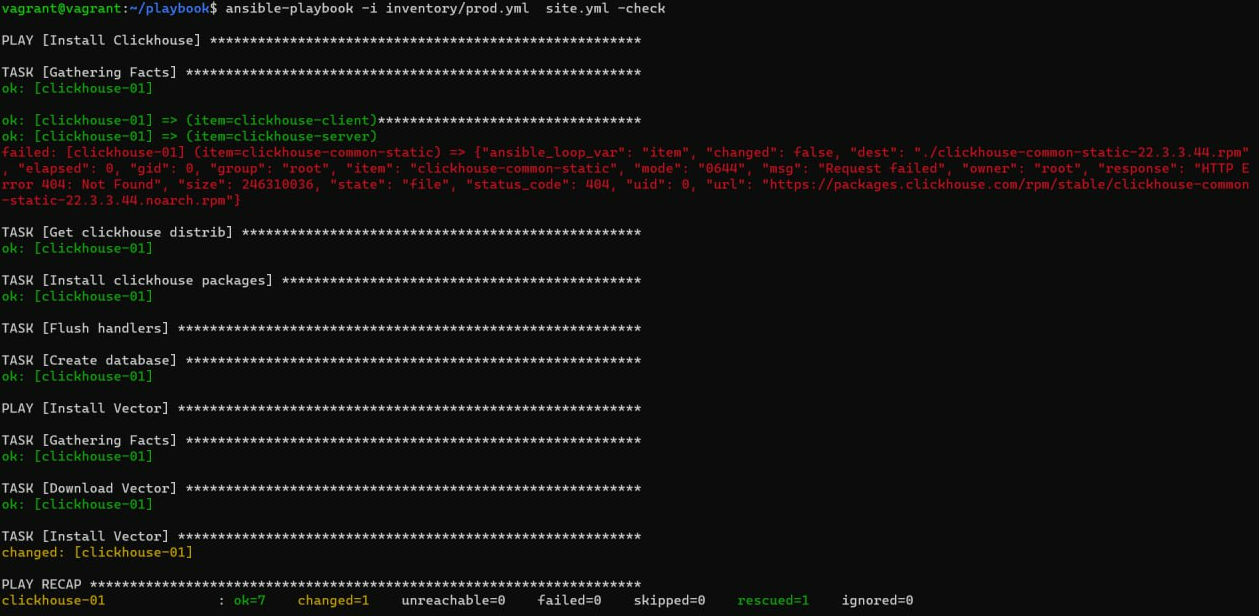 vagrant@vagrant:~/playbook$ ansible-playbook -i inventory/prod.yml  site.yml -check
PLAY [Install Clickhouse] ******************************************************
TASK [Gathering Facts] *********************************************************
ok: [clickhouse-01]
ok: [clickhouse-01] => (item=clickhouse-client)*********************************
ok: [clickhouse-01] => (item=clickhouse-server)
failed: [clickhouse-01] (item=clickhouse-common-static) => {"ansible_loop_var": "item", "changed": false, "dest": "./clickhouse-common-static-22.3.3.44.rpm"
, "elapsed": 0, "gid": 0, "group": "root", "item": "clickhouse-common-static", "mode": "0644", "msg": "Request failed", "owner": "root", "response": "HTTP E
rror 404: Not Found", "size": 246310036, "state": "file", "status_code": 404, "uid": 0, "url": "https://packages.clickhouse.com/rpm/stable/clickhouse-common
-static-22.3.3.44.noarch.rpm"}
TASK [Get clickhouse distrib] **************************************************
ok: [clickhouse-01]
TASK [Install clickhouse packages] *********************************************
ok: [clickhouse-01]
TASK [Flush handlers] **********************************************************
TASK [Create database] *********************************************************
ok: [clickhouse-01]
PLAY [Install Vector] **********************************************************
TASK [Gathering Facts] *********************************************************
ok: [clickhouse-01]
TASK [Download Vector] *********************************************************
ok: [clickhouse-01]
TASK [Install Vector] **********************************************************
changed: [clickhouse-01]
PLAY RECAP *********************************************************************
clickhouse-01              : ok=7    changed=1    unreachable=0    failed=0    skipped=0    rescued=1    ignored=0